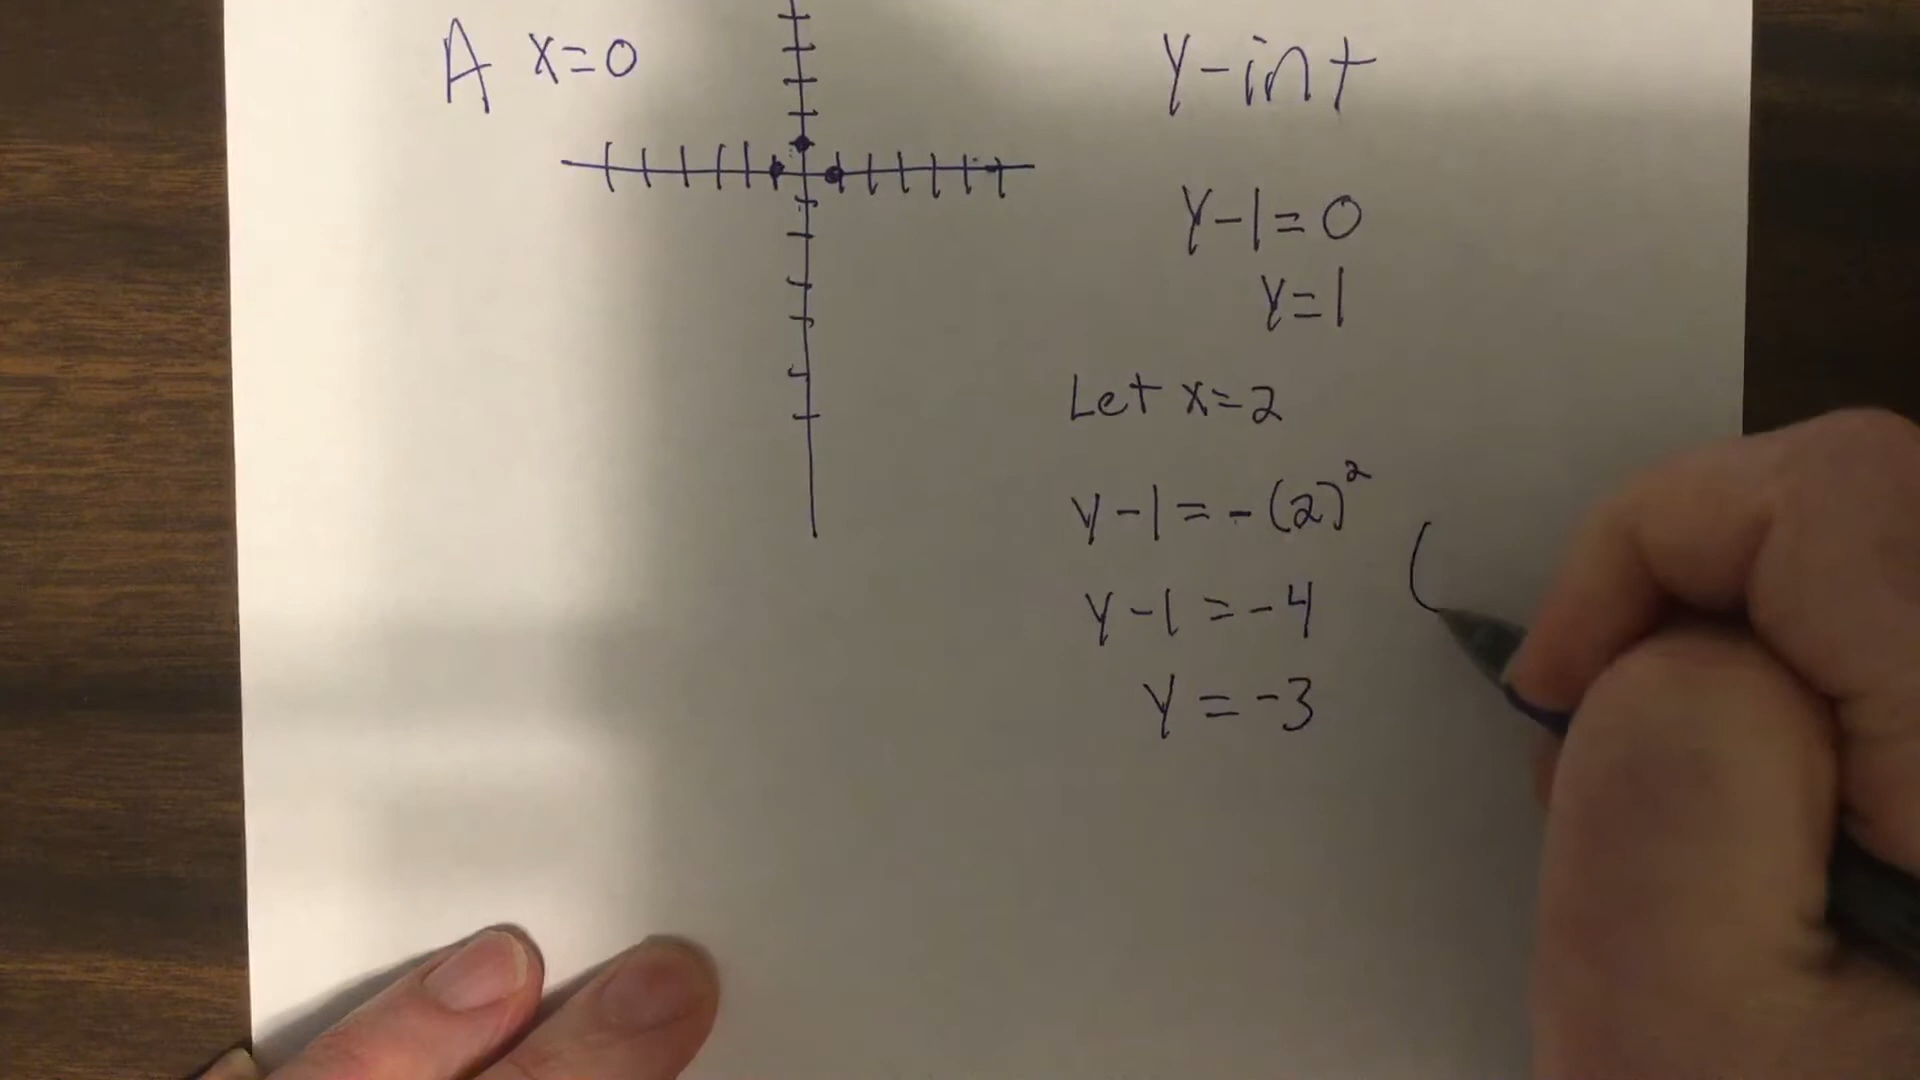 A x=0
Y-int
Y-1=0
Y=1
Let x=2
y-1=-(2)²
y-1=-4
y=-3
(